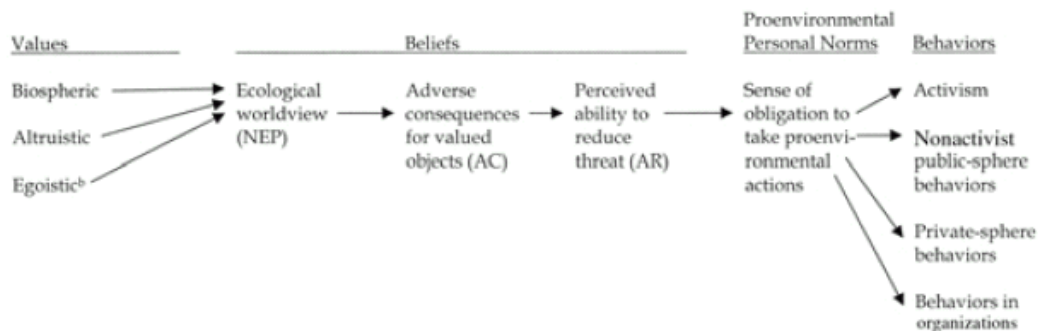 Values
Beliefs
Proenvironmental
Personal Norms
Behaviors
Biospheric
Altruistic
Egoisticᵇ
Ecological
worldview
(NEP)
Adverse
consequences
for valued
objects (AC)
Perceived
ability to
reduce
threat (AR)
Sense of
obligation to
take proenvi-
ronmental
actions
Activism
Nonactivist
public-sphere
behaviors
Private-sphere
behaviors
Behaviors in
organizations